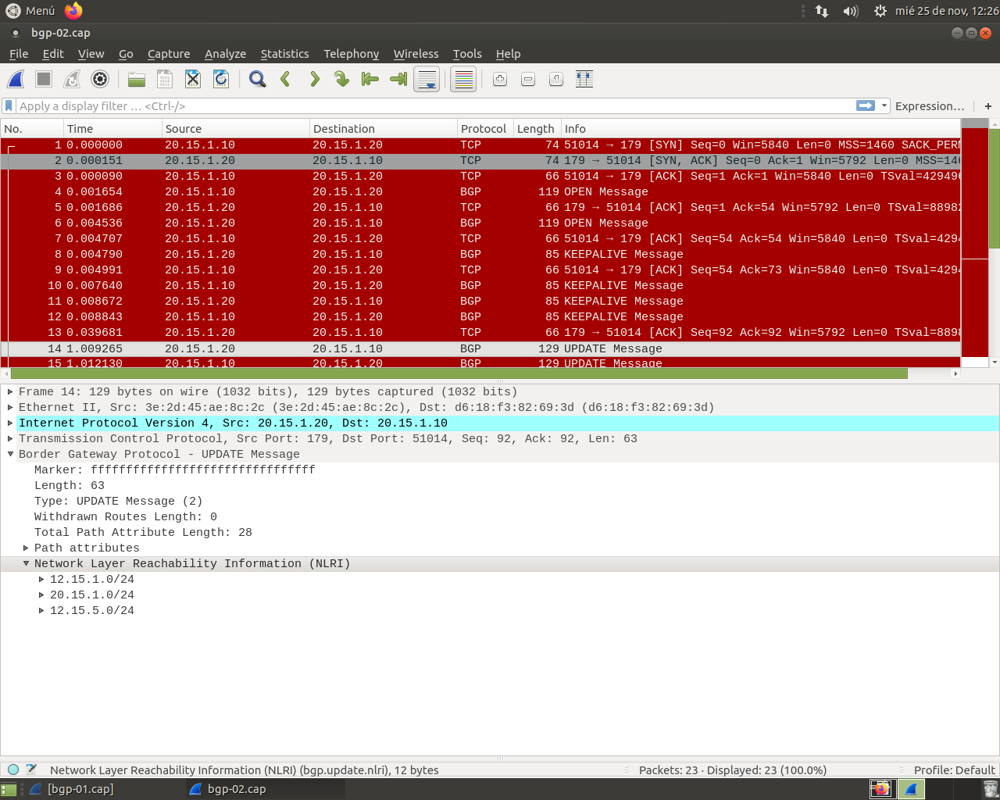 Menú
mié 25 de nov, 12:26
bgp-02.cap
File Edit View Go Capture Analyze Statistics Telephony Wireless Tools Help
Apply a display filter … <Ctrl-/>
Expression… +
No. Time Source Destination Protocol Length Info
1 0.000000 20.15.1.10 20.15.1.20 TCP 74 51014 → 179 [SYN] Seq=0 Win=5840 Len=0 MSS=1460 SACK_PERM
2 0.000151 20.15.1.20 20.15.1.10 TCP 74 179 → 51014 [SYN, ACK] Seq=0 Ack=1 Win=5792 Len=0 MSS=146
3 0.000090 20.15.1.10 20.15.1.20 TCP 66 51014 → 179 [ACK] Seq=1 Ack=1 Win=5840 Len=0 TSval=429496
4 0.001654 20.15.1.10 20.15.1.20 BGP 119 OPEN Message
5 0.001686 20.15.1.20 20.15.1.10 TCP 66 179 → 51014 [ACK] Seq=1 Ack=54 Win=5792 Len=0 TSval=88982
6 0.004536 20.15.1.20 20.15.1.10 BGP 119 OPEN Message
7 0.004707 20.15.1.10 20.15.1.20 TCP 66 51014 → 179 [ACK] Seq=54 Ack=54 Win=5840 Len=0 TSval=4294
8 0.004790 20.15.1.20 20.15.1.10 BGP 85 KEEPALIVE Message
9 0.004991 20.15.1.10 20.15.1.20 TCP 66 51014 → 179 [ACK] Seq=54 Ack=73 Win=5840 Len=0 TSval=4294
10 0.007640 20.15.1.10 20.15.1.20 BGP 85 KEEPALIVE Message
11 0.008672 20.15.1.20 20.15.1.10 BGP 85 KEEPALIVE Message
12 0.008843 20.15.1.10 20.15.1.20 BGP 85 KEEPALIVE Message
13 0.039681 20.15.1.20 20.15.1.10 TCP 66 179 → 51014 [ACK] Seq=92 Ack=92 Win=5792 Len=0 TSval=8898
14 1.009265 20.15.1.20 20.15.1.10 BGP 129 UPDATE Message
15 1.012130 20.15.1.10 20.15.1.20 BGP 129 UPDATE Message
Frame 14: 129 bytes on wire (1032 bits), 129 bytes captured (1032 bits)
Ethernet II, Src: 3e:2d:45:ae:8c:2c (3e:2d:45:ae:8c:2c), Dst: d6:18:f3:82:69:3d (d6:18:f3:82:69:3d)
Internet Protocol Version 4, Src: 20.15.1.20, Dst: 20.15.1.10
Transmission Control Protocol, Src Port: 179, Dst Port: 51014, Seq: 92, Ack: 92, Len: 63
Border Gateway Protocol - UPDATE Message
Marker: ffffffffffffffffffffffffffffffff
Length: 63
Type: UPDATE Message (2)
Withdrawn Routes Length: 0
Total Path Attribute Length: 28
Path attributes
Network Layer Reachability Information (NLRI)
12.15.1.0/24
20.15.1.0/24
12.15.5.0/24
Network Layer Reachability Information (NLRI) (bgp.update.nlri), 12 bytes
Packets: 23 · Displayed: 23 (100.0%)
Profile: Default
[bgp-01.cap]
bgp-02.cap